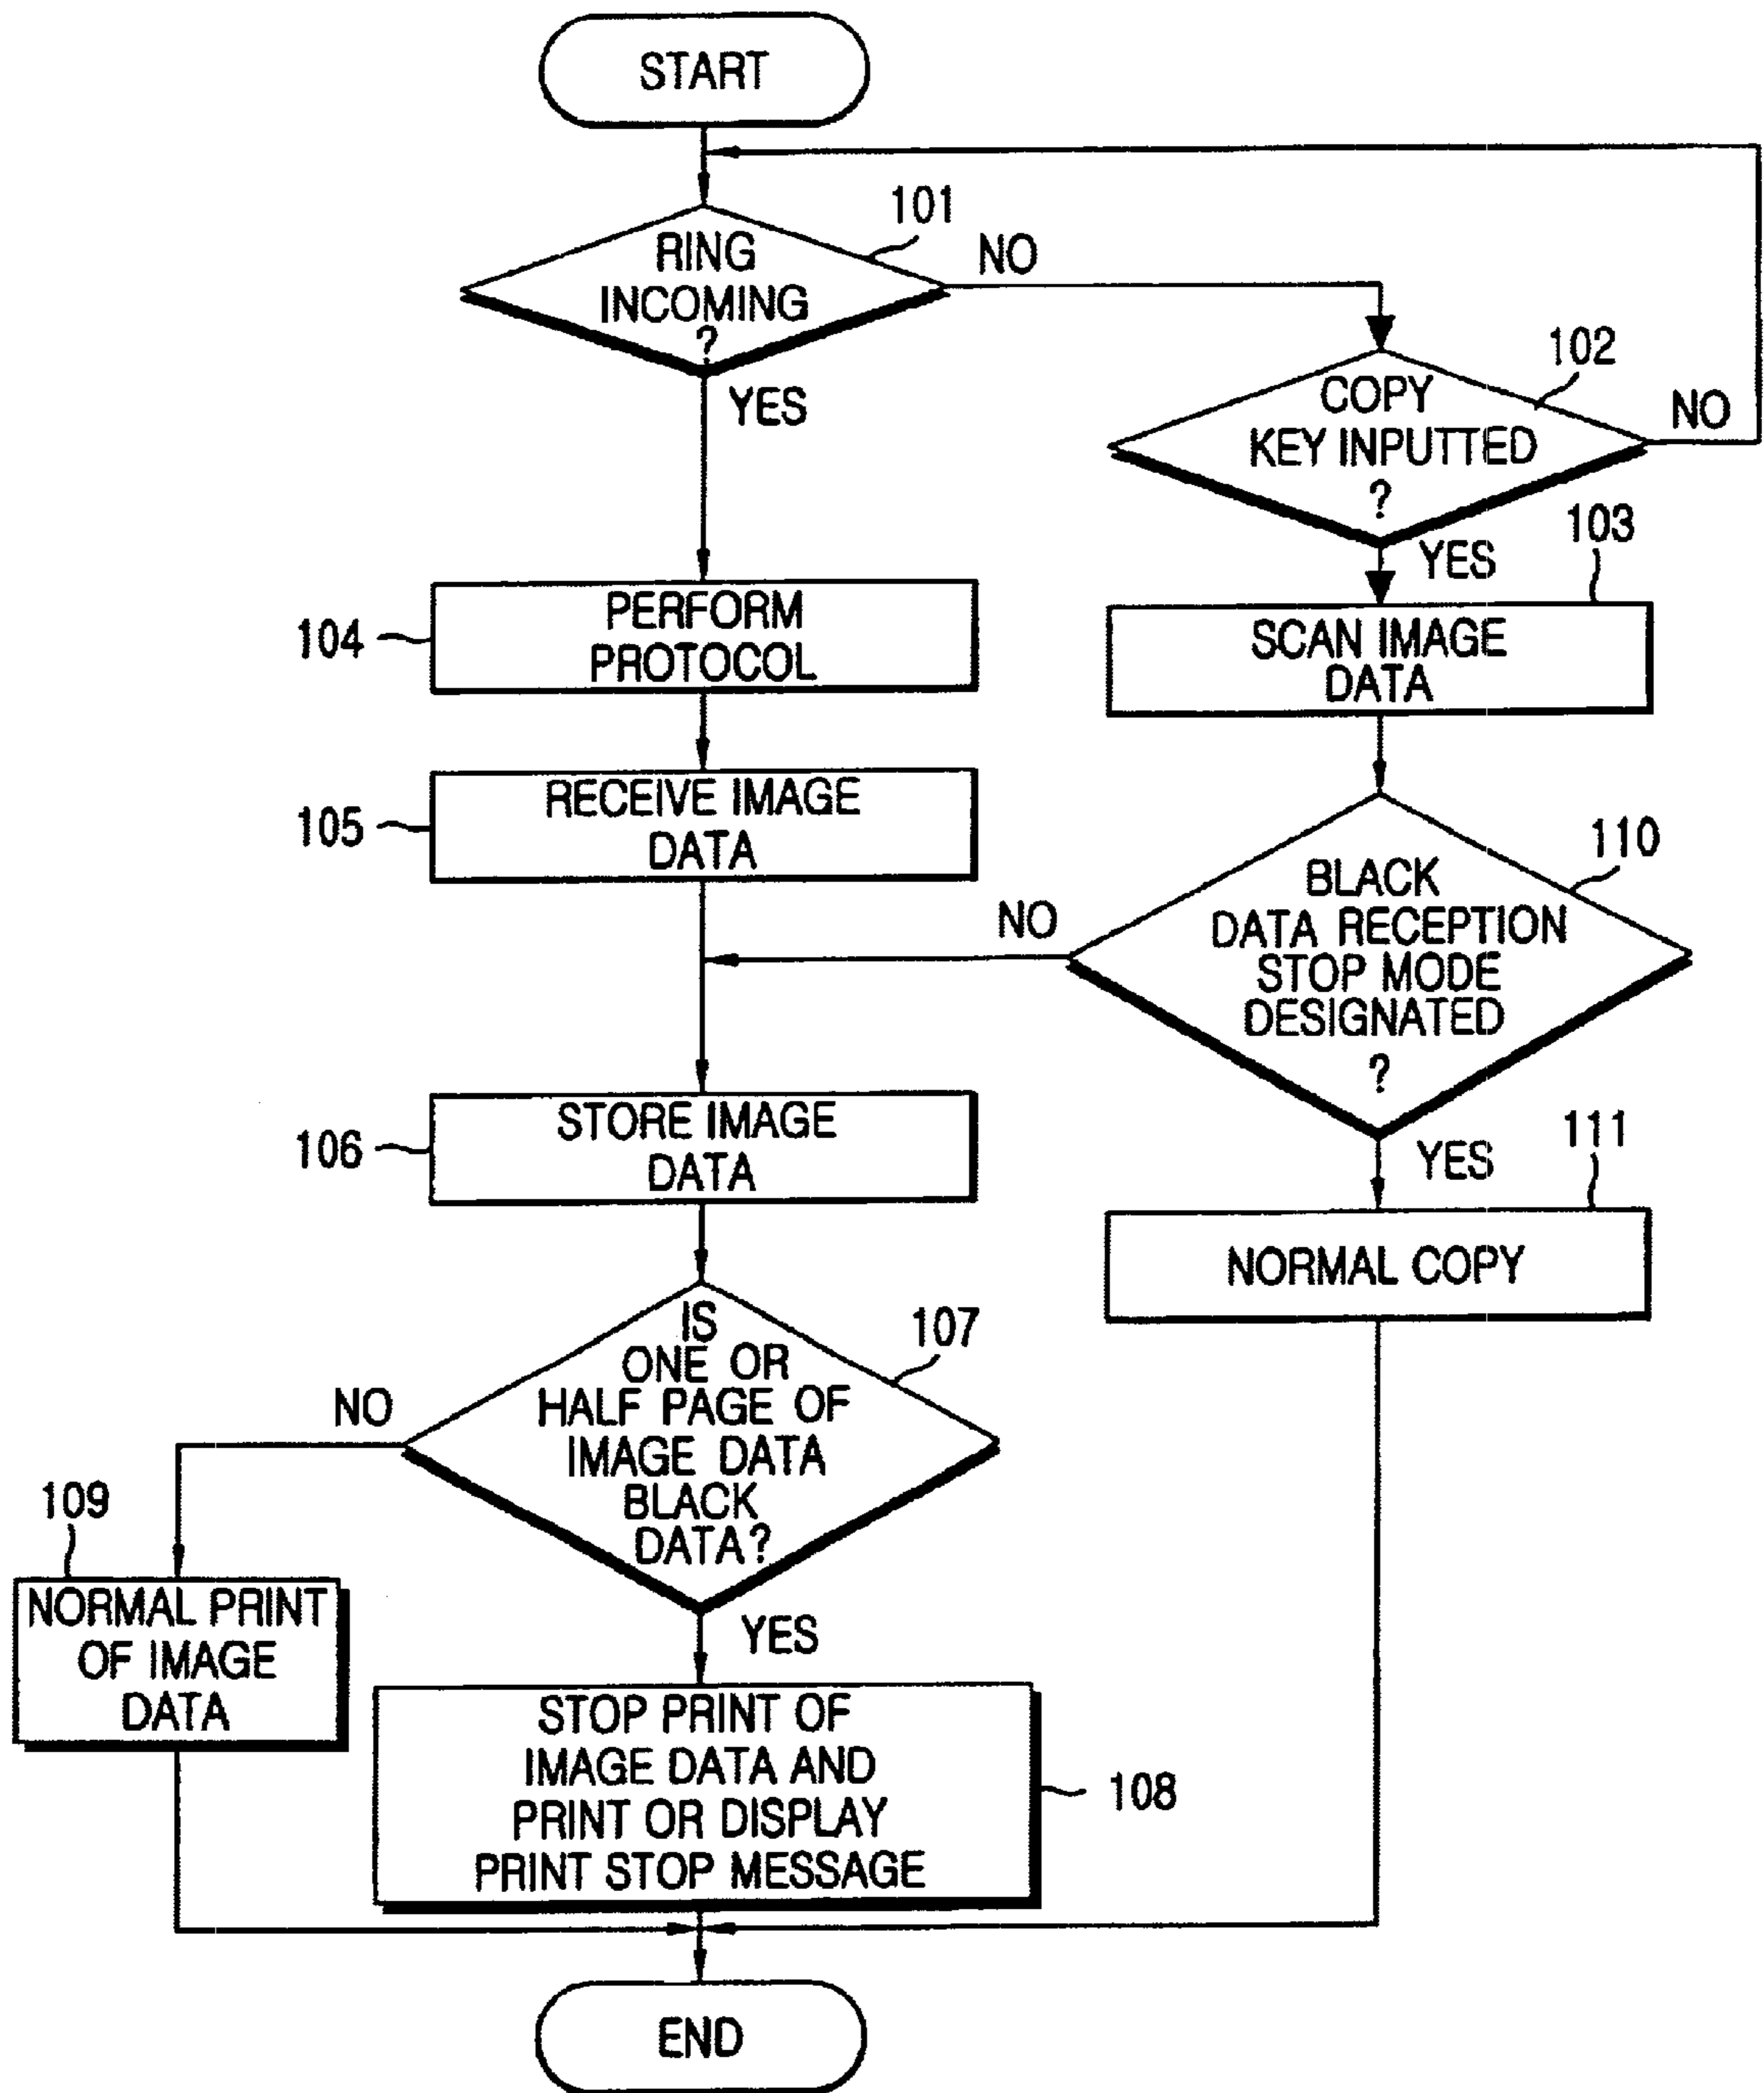 START
101
RING
INCOMING
?
NO
YES
102
COPY
KEY INPUTTED
?
NO
YES
103
SCAN IMAGE
DATA
104
PERFORM
PROTOCOL
105
RECEIVE IMAGE
DATA
110
BLACK
DATA RECEPTION
STOP MODE
DESIGNATED
?
NO
YES
106
STORE IMAGE
DATA
111
NORMAL COPY
107
IS
ONE OR
HALF PAGE OF
IMAGE DATA
BLACK
DATA?
NO
YES
109
NORMAL PRINT
OF IMAGE
DATA
STOP PRINT OF
IMAGE DATA AND
PRINT OR DISPLAY
PRINT STOP MESSAGE
108
END